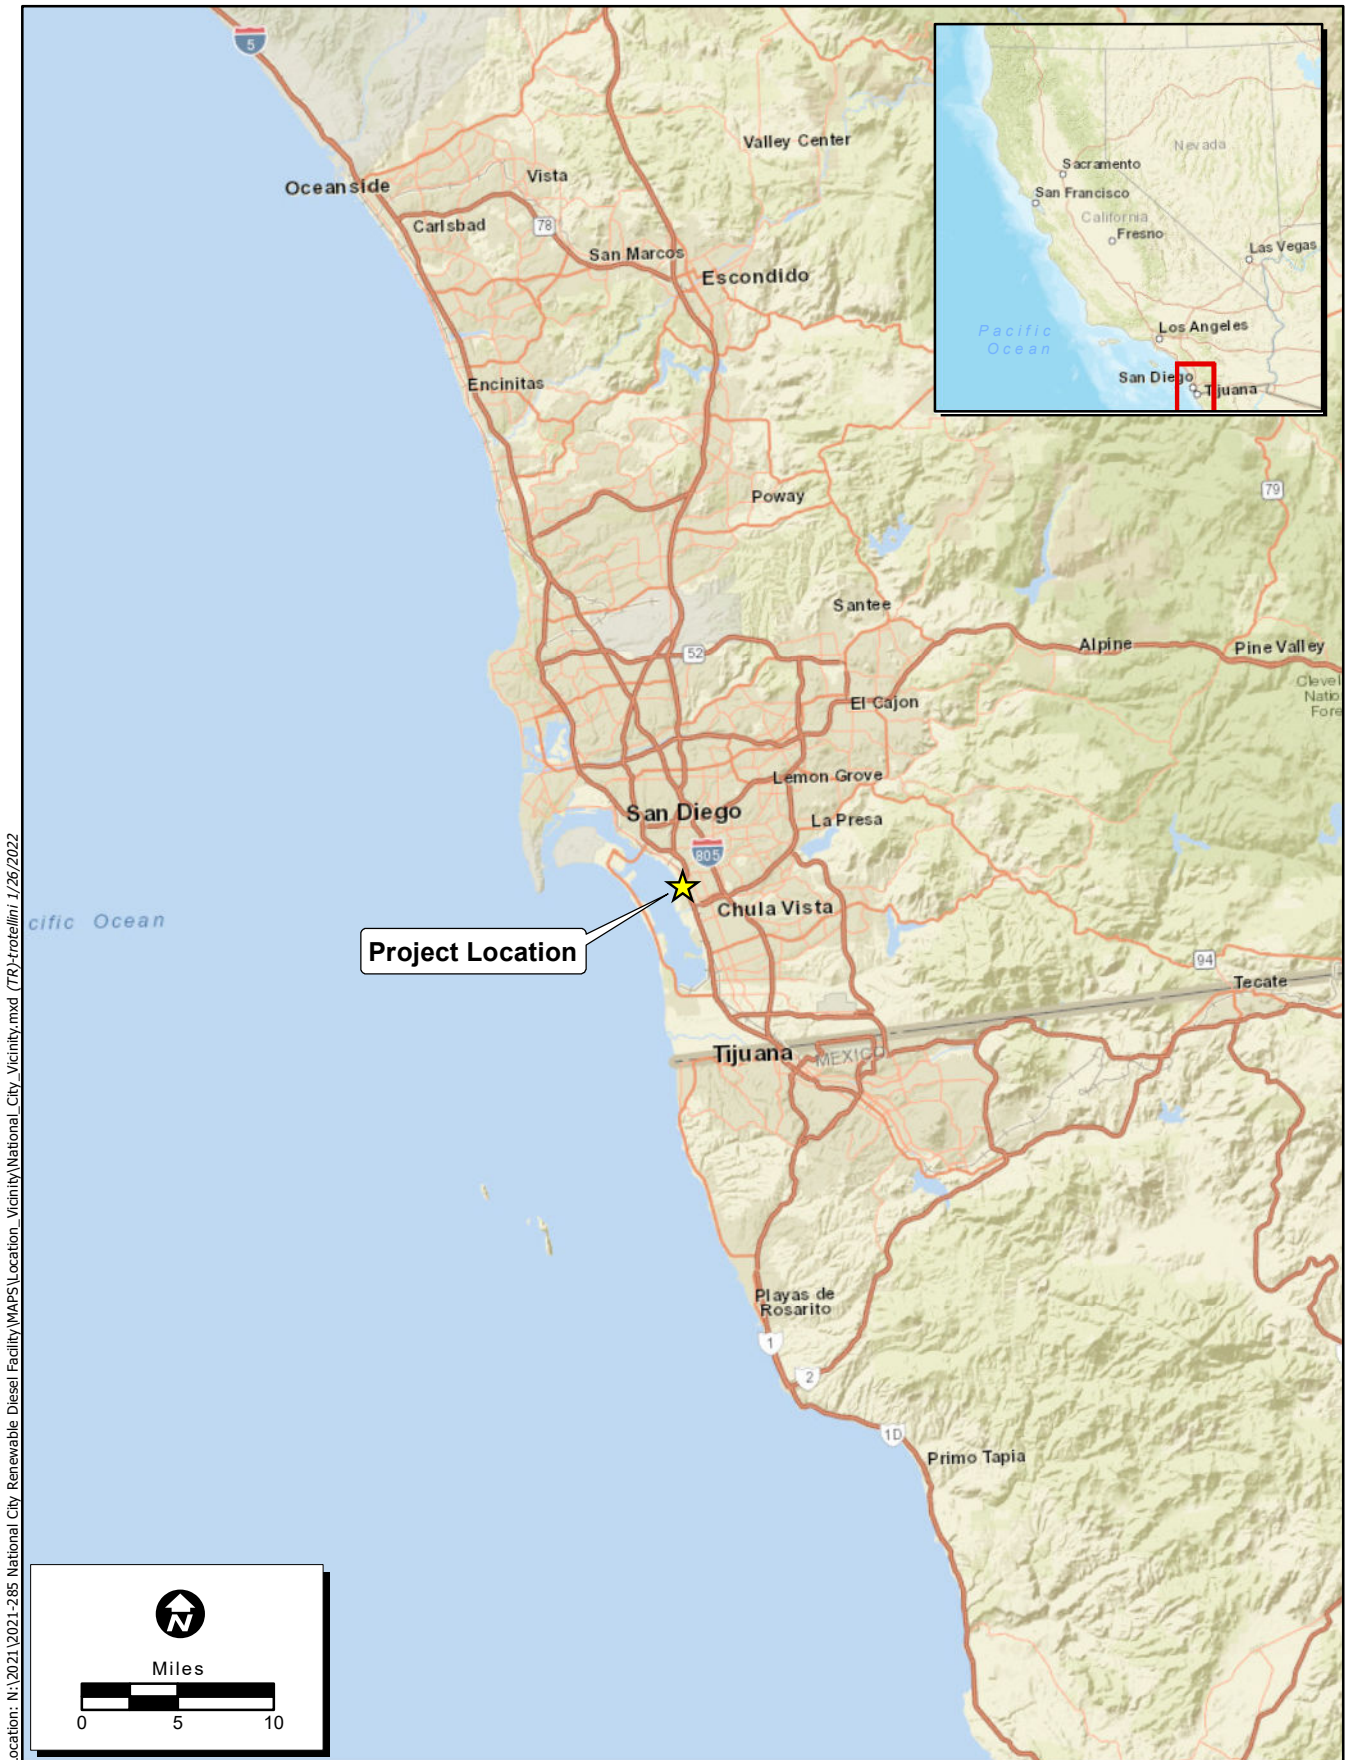 5
Valley Center
Oceanside
Vista
Carlsbad
78
San Marcos
Escondido
Encinitas
Poway
79
Santee
52
Alpine
Pine Valley
Clevel
Natio
Fore
El Cajon
Lemon Grove
San Diego
La Presa
805
Chula Vista
cific Ocean
Project Location
94
Tecate
Tijuana
MEXICO
Playas de
Rosarito
1
2
1D
Primo Tapia
Nevada
Sacramento
San Francisco
California
Fresno
Las Vegas
Pacific
Ocean
Los Angeles
San Diego
Tijuana
N
Miles
0 5 10
ocation: N:\2021\2021-285 National City Renewable Diesel Facility\MAPS\Location_Vicinity\National_City_Vicinity.mxd (TR)-trotellini 1/26/2022